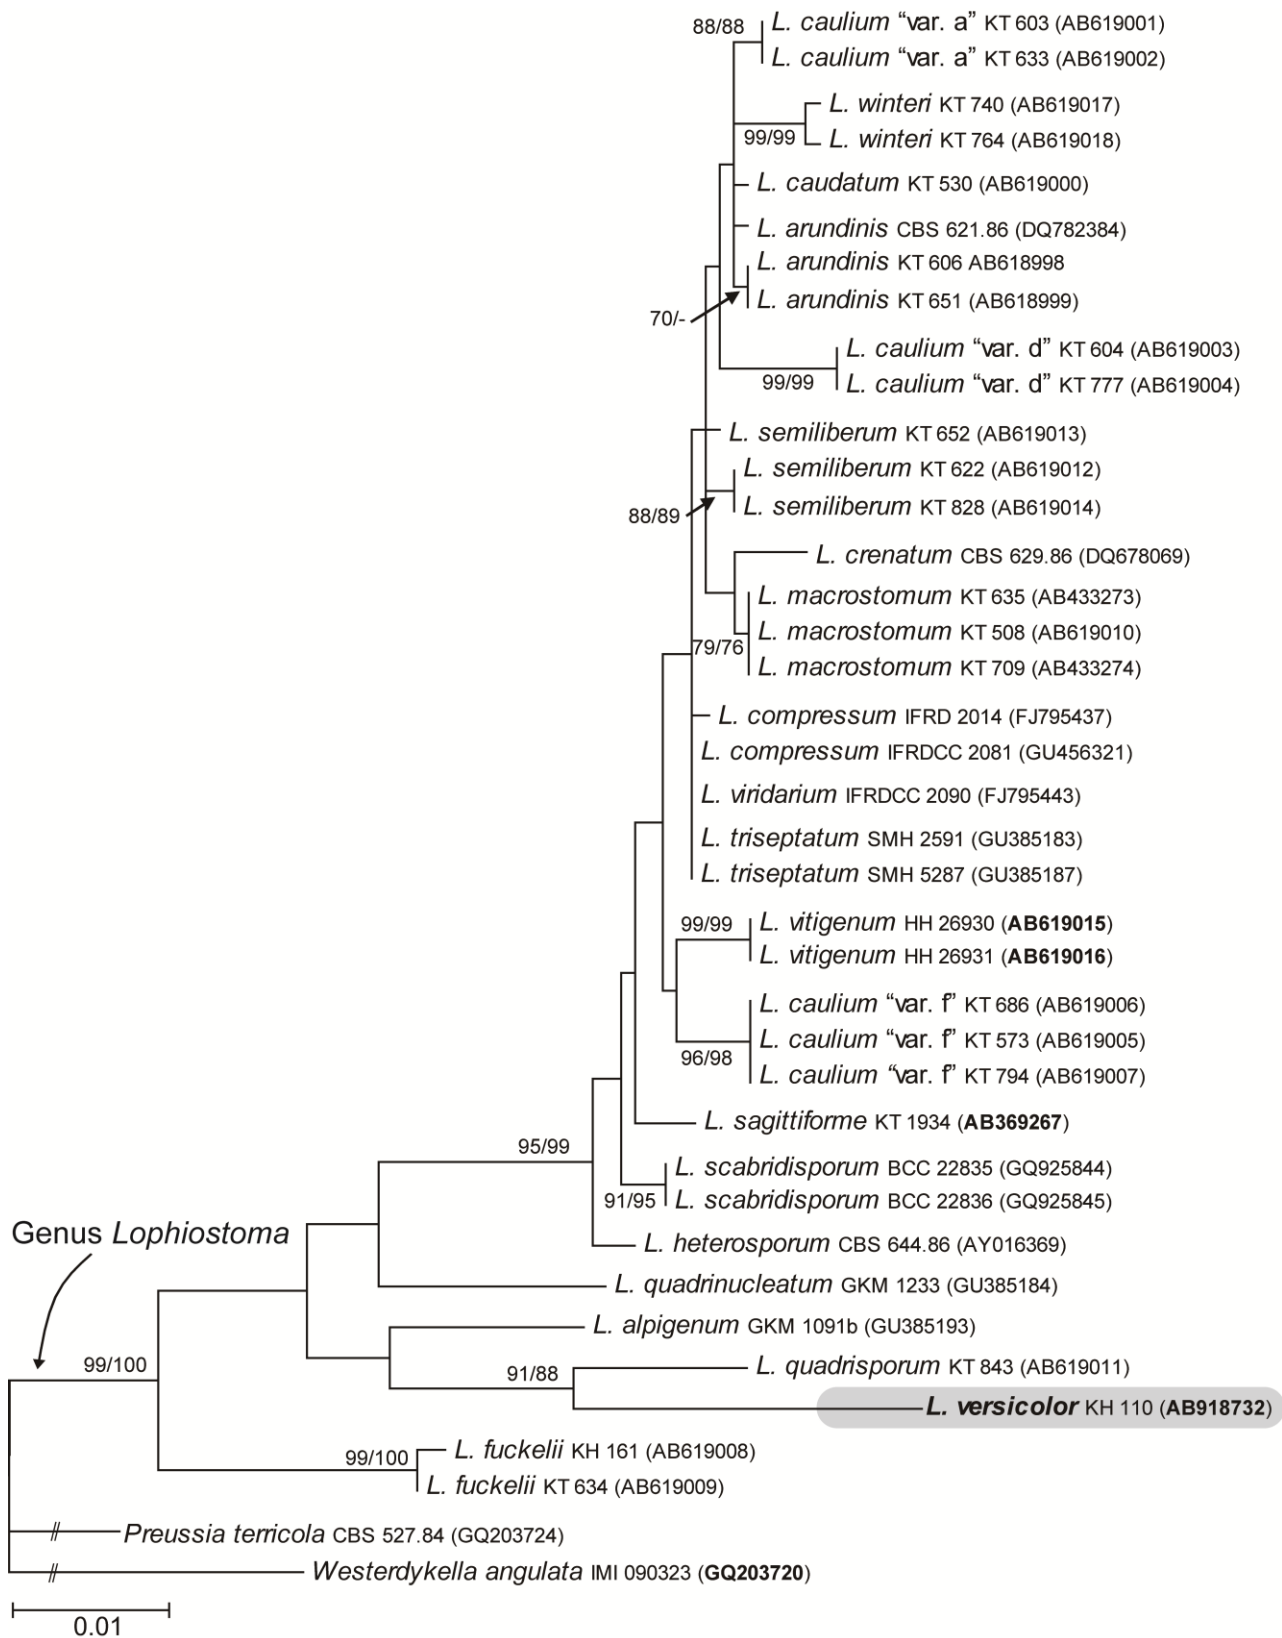 88/88
L. caulium “var. a” KT 603 (AB619001)
L. caulium “var. a” KT 633 (AB619002)
L. winteri KT 740 (AB619017)
99/99
L. winteri KT 764 (AB619018)
L. caudatum KT 530 (AB619000)
L. arundinis CBS 621.86 (DQ782384)
L. arundinis KT 606 AB618998
L. arundinis KT 651 (AB618999)
70/-
L. caulium “var. d” KT 604 (AB619003)
99/99
L. caulium “var. d” KT 777 (AB619004)
L. semiliberum KT 652 (AB619013)
L. semiliberum KT 622 (AB619012)
88/89
L. semiliberum KT 828 (AB619014)
L. crenatum CBS 629.86 (DQ678069)
L. macrostomum KT 635 (AB433273)
L. macrostomum KT 508 (AB619010)
79/76
L. macrostomum KT 709 (AB433274)
L. compressum IFRD 2014 (FJ795437)
L. compressum IFRDCC 2081 (GU456321)
L. viridarium IFRDCC 2090 (FJ795443)
L. triseptatum SMH 2591 (GU385183)
L. triseptatum SMH 5287 (GU385187)
99/99
L. vitigenum HH 26930 (AB619015)
L. vitigenum HH 26931 (AB619016)
L. caulium “var. f” KT 686 (AB619006)
L. caulium “var. f” KT 573 (AB619005)
96/98
L. caulium “var. f” KT 794 (AB619007)
L. sagittiforme KT 1934 (AB369267)
95/99
L. scabridisporum BCC 22835 (GQ925844)
91/95
L. scabridisporum BCC 22836 (GQ925845)
Genus Lophiostoma
L. heterosporum CBS 644.86 (AY016369)
L. quadrinucleatum GKM 1233 (GU385184)
L. alpigenum GKM 1091b (GU385193)
99/100
91/88
L. quadrisporum KT 843 (AB619011)
L. versicolor KH 110 (AB918732)
99/100
L. fuckelii KH 161 (AB619008)
L. fuckelii KT 634 (AB619009)
Preussia terricola CBS 527.84 (GQ203724)
Westerdykella angulata IMI 090323 (GQ203720)
0.01